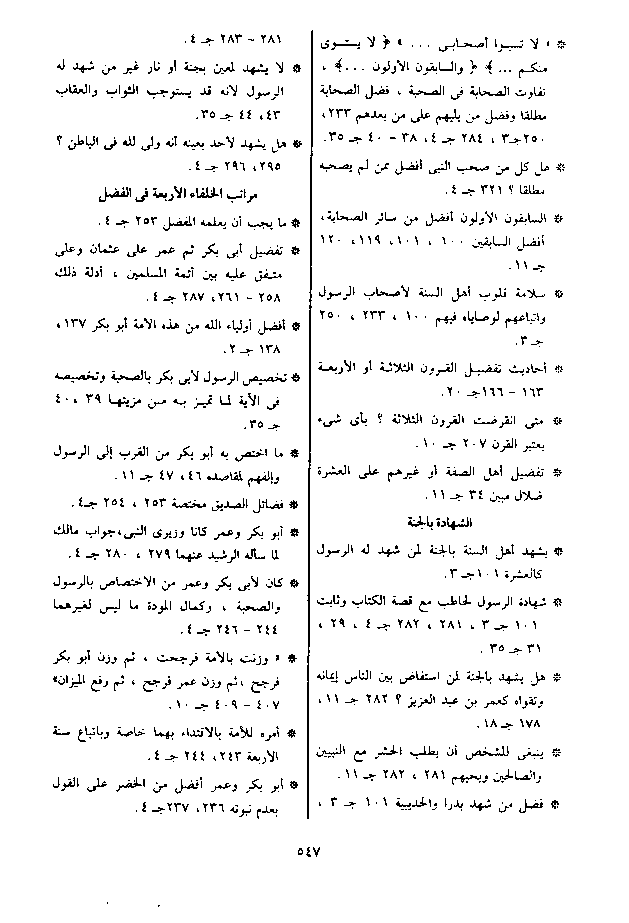 * « لا تسبوا أصحابى ... » ﴿ لا يستوى
منكم ... ﴾ ﴿ والسابقون الأولون ... ﴾ ،
تفاوت الصحابة فى الصحبة ، فضل الصحابة
مطلقا وفضل من يليهم على من بعدهم ٢٣٣،
٢٥٠جـ٣ ، ٢٨٤ جـ ٤، ٣٨ - ٤٠ جـ ٣٥.
* هل كل من صحب النبى أفضل ممن لم يصحبه
مطلقا ؟ ٣٢١ جـ ٤.
* السابقون الأولون أفضل من سائر الصحابة،
أفضل السابقين ١٠٠ ، ١٠١، ١١٩، ١٢٠
جـ ١١.
* سلامة قلوب أهل السنة لأصحاب الرسول
واتباعهم لوصاياه فيهم ١٠٠ ، ٢٣٣ ، ٢٥٠
جـ ٣.
* أحاديث تفضيل القرون الثلاثة أو الأربعة
١٦٣ - ١٦٦جـ ٢٠.
* متى انقرضت القرون الثلاثة ؟ بأى شىء
يعتبر القرن ٢٠٧ جـ ١٠.
* تفضيل أهل الصفة أو غيرهم على العشرة
ضلال مبين ٣٤ جـ ١١.
الشهادة بالجنة
* يشهد أهل السنة بالجنة لمن شهد له الرسول
كالعشرة ١٠١جـ ٣.
* شهادة الرسول لحاطب مع قصة الكتاب وثابت
١٠١ جـ ٣ ، ٢٨١ ، ٢٨٢ جـ ٤ ، ٢٩ ،
٣١ جـ ٣٥ .
* هل يشهد بالجنة لمن استفاض بين الناس إيمانه
وتقواه كعمر بن عبد العزيز ؟ ٢٨٢ جـ ١١،
١٧٨ جـ ١٨.
* ينبغى للشخص أن يطلب الحشر مع النبيين
والصالحين ويحبهم ٢٨١ ، ٢٨٢ جـ ١١.
* فضل من شهد بدرا والحديبية ١٠١ جـ ٣ ،
٢٨١ - ٢٨٣ جـ ٤.
* لا يشهد لمعين بجنة أو نار غير من شهد له
الرسول لأنه قد يستوجب الثواب والعقاب
٤٣، ٤٤ جـ ٣٥.
* هل يشهد لأحد بعينه أنه ولى لله فى الباطن ؟
٢٩٥، ٢٩٦ جـ ٤.
مراتب الخلفاء الأربعة فى الفضل
* ما يجب أن يعلمه المفضل ٢٥٣ جـ ٤.
* تفضيل أبى بكر ثم عمر على عثمان وعلى
متفق عليه بين أئمة المسلمين ، أدلة ذلك
٢٥٨ - ٢٦١، ٢٨٧ جـ ٤.
* أفضل أولياء الله من هذه الأمة أبو بكر ١٣٧،
١٣٨ جـ ٢.
* تخصيص الرسول لأبى بكر بالصحبة وتخصيصه
فى الآية لما تميز به من مزيتها ٣٩ ، ٤٠
جـ ٣٥.
* ما اختص به أبو بكر من القرب إلى الرسول
وإلفهم لمقاصده ٤٦، ٤٧ جـ ١١.
* فضائل الصديق مختصة ٢٥٣ ، ٢٥٤ جـ٤.
* أبو بكر وعمر كانا وزيرى النبى،جواب مالك
لما سأله الرشيد عنهما ٢٧٩ ، ٢٨٠ جـ ٤.
* كان لأبى بكر وعمر من الاختصاص بالرسول
والصحبة ، وكمال المودة ما ليس لغيرهما
٢٤٤ - ٢٤٦ جـ ٤.
* « وزنت بالأمة فرجحت ، ثم وزن أبو بكر
فرجح ،ثم وزن عمر فرجح ، ثم رفع الميزان»
٤٠٧ - ٤٠٩ جـ ١٠.
* أمره للأمة بالاقتداء بهما خاصة وباتباع سنة
الأربعة ٢٤٣، ٢٤٤ جـ ٤.
* أبو بكر وعمر أفضل من الخضر على القول
بعدم نبوته ٢٣٦، ٢٣٧جـ ٤.
٥٤٧